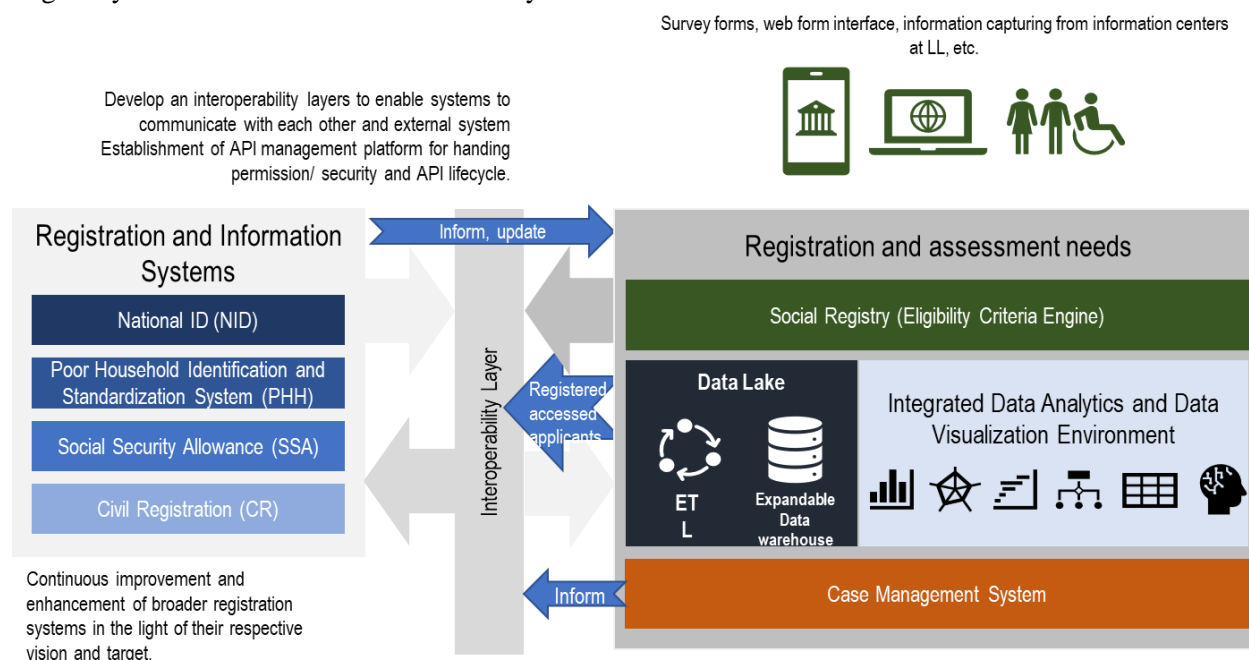 Survey forms, web form interface, information capturing from information centers
at LL, etc.
Develop an interoperability layers to enable systems to
communicate with each other and external system
Establishment of API management platform for handing
permission/ security and API lifecycle.
Registration and Information
Systems
National ID (NID)
Poor Household Identification and
Standardization System (PHH)
Social Security Allowance (SSA)
Civil Registration (CR)
Continuous improvement and
enhancement of broader registration
systems in the light of their respective
vision and target.
Inform, update
Interoperability Layer
Registered
accessed
applicants
Inform
Registration and assessment needs
Social Registry (Eligibility Criteria Engine)
Data Lake
ET
L
Expandable
Data
warehouse
Integrated Data Analytics and Data
Visualization Environment
Case Management System